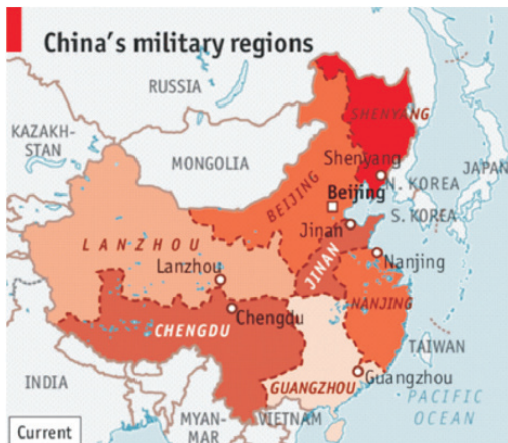 China's military regions
RUSSIA
SHENYANG
KAZAKH-
STAN
MONGOLIA
Shenyang
JAPAN
N. KOREA
BEIJING
Beijing
S. KOREA
LANZHOU
Jinah
JINAN
Lanzhou
Nanjing
NANJING
CHENGDU
Chengdu
TAIWAN
INDIA
GUANGZHOU
Guangzhou
PACIFIC
OCEAN
MYAN-
MAR
VIETNAM
Current